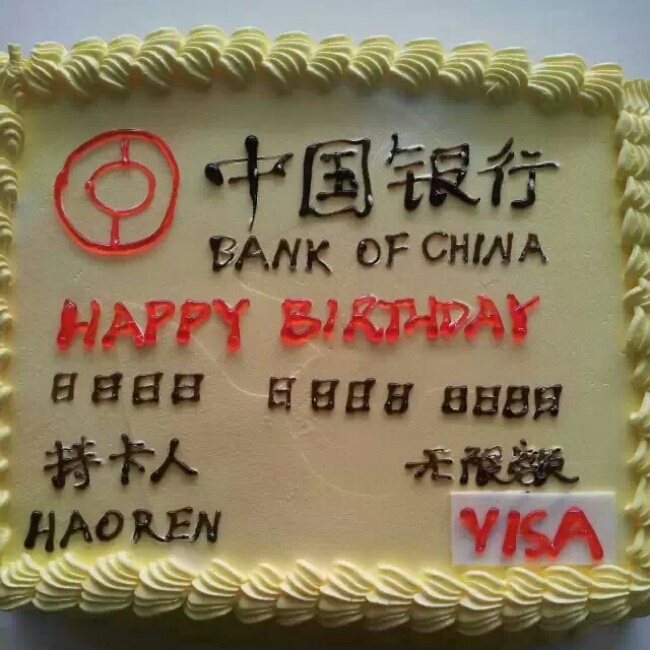 中国银行
BANK OF CHINA
HAPPY BIRTHDAY
8888 8888 8888
持卡人 无限额
HAOREN VISA